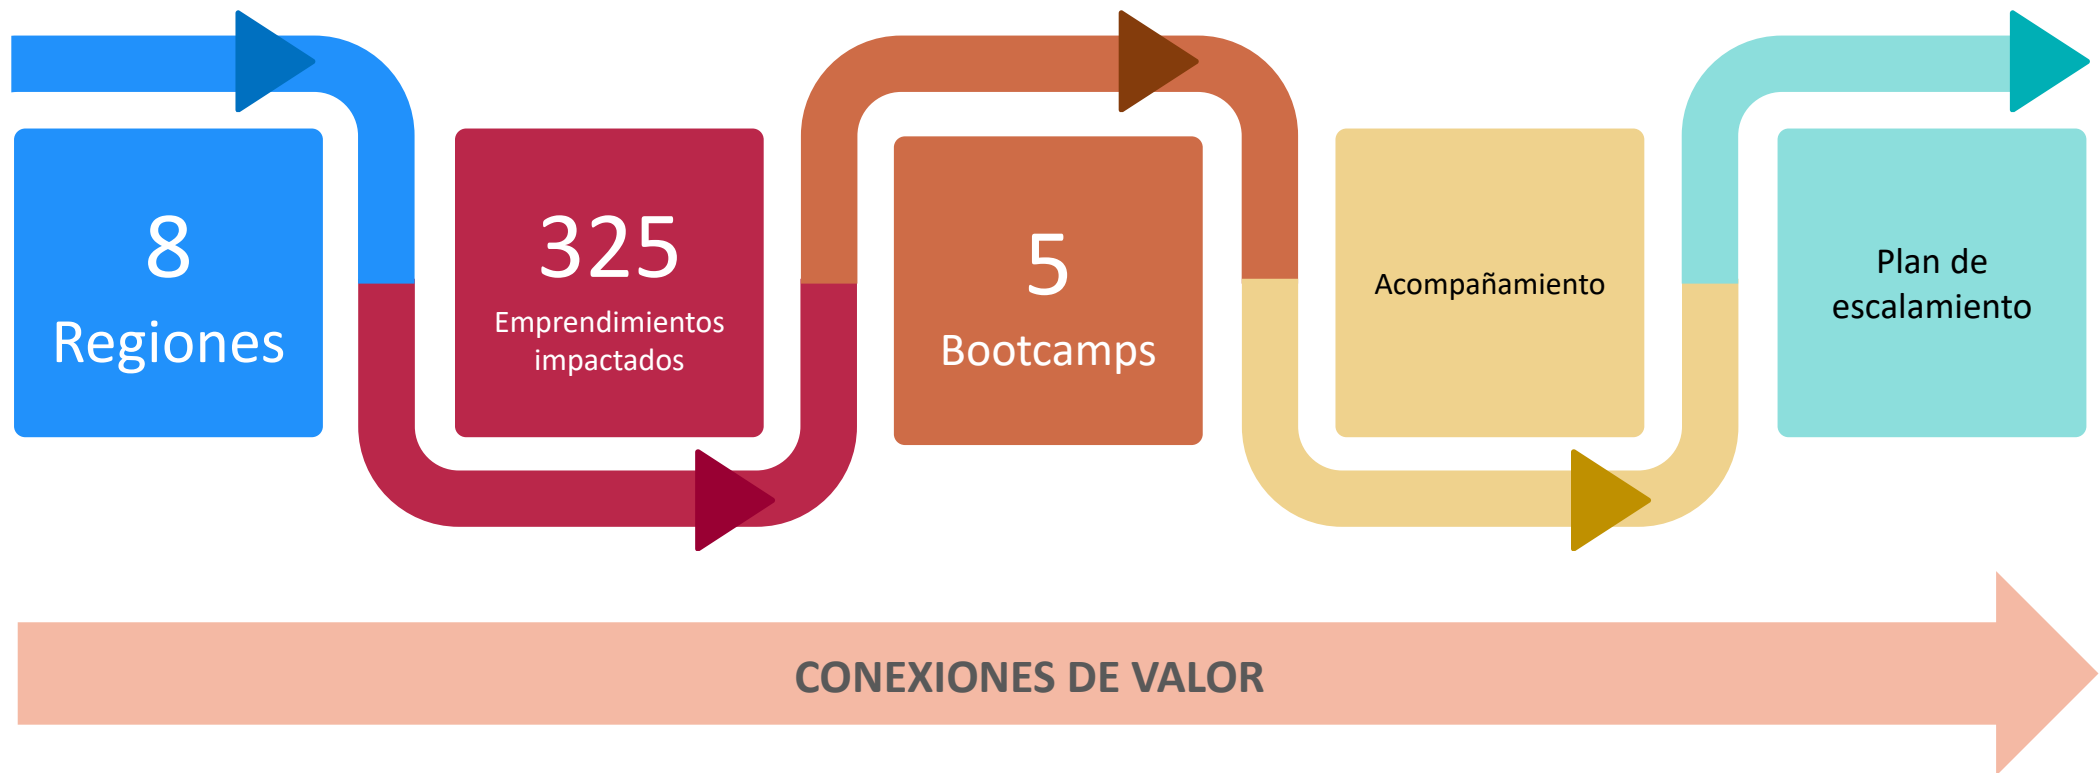 8
Regiones
325
Emprendimientos
impactados
5
Bootcamps
Acompañamiento
Plan de
escalamiento
CONEXIONES DE VALOR